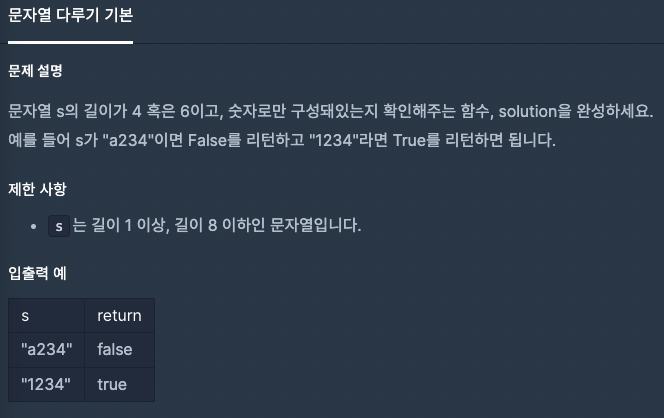 문자열 다루기 기본
문제 설명
문자열 s의 길이가 4 혹은 6이고, 숫자로만 구성돼있는지 확인해주는 함수, solution을 완성하세요.
예를 들어 s가 "a234"이면 False를 리턴하고 "1234"라면 True를 리턴하면 됩니다.
제한 사항
• s 는 길이 1 이상, 길이 8 이하인 문자열입니다.
입출력 예
s return
"a234" false
"1234" true